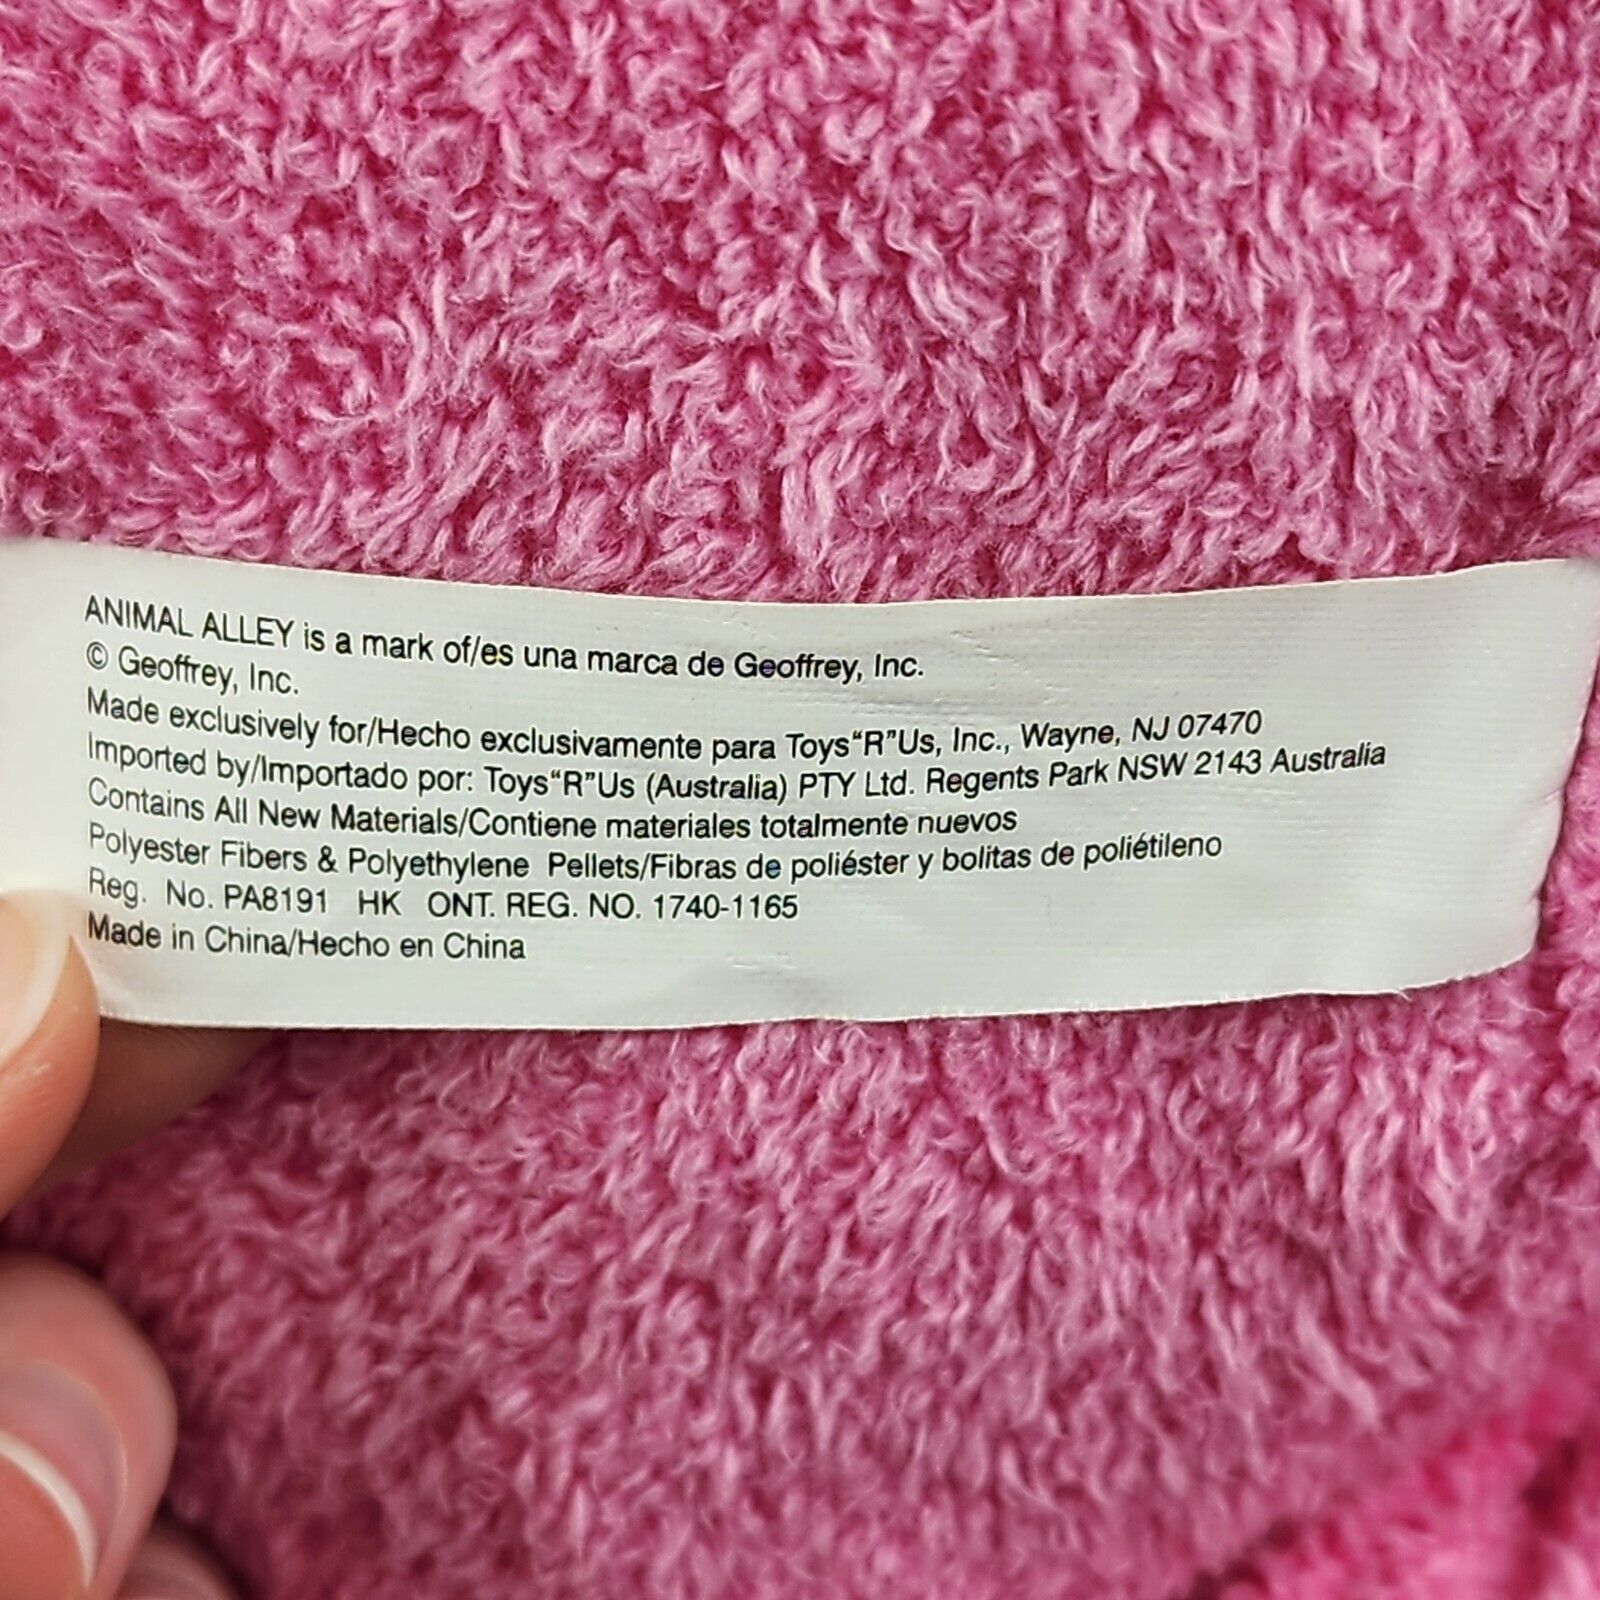 ANIMAL ALLEY is a mark of/es una marca de Geoffrey, Inc.
© Geoffrey, Inc.
Made exclusively for/Hecho exclusivamente para Toys"R"Us, Inc., Wayne, NJ 07470
Imported by/Importado por: Toys"R"Us (Australia) PTY Ltd. Regents Park NSW 2143 Australia
Contains All New Materials/Contiene materiales totalmente nuevos
Polyester Fibers & Polyethylene Pellets/Fibras de poliéster y bolitas de poliétileno
Reg. No. PA8191 HK ONT. REG. NO. 1740-1165
Made in China/Hecho en China